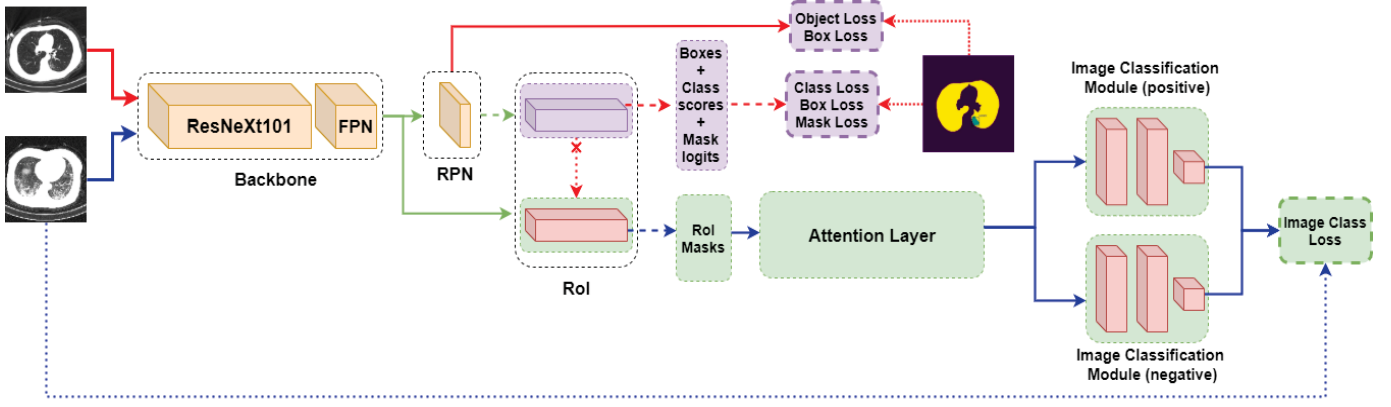 ResNeXt101
FPN
Backbone
RPN
RoI
Boxes
+
Class
scores
+
Mask
logits
Object Loss
Box Loss
Class Loss
Box Loss
Mask Loss
RoI
Masks
Attention Layer
Image Classification
Module (positive)
Image Classification
Module (negative)
Image Class
Loss